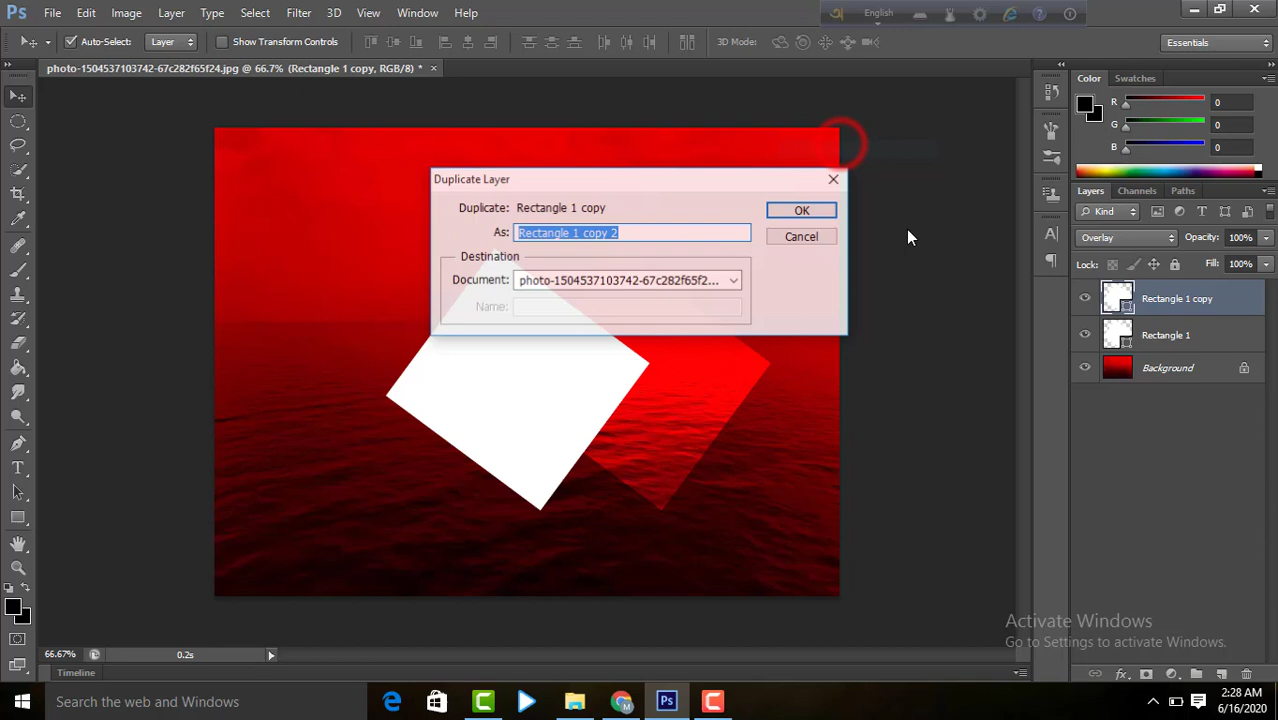 Ps File Edit Image Layer Type Select Filter 3D View Window Help
English
Auto-Select: Layer Show Transform Controls 3D Mode: Essentials
photo-1504537103742-67c282f65f24.jpg @ 66.7% (Rectangle 1 copy, RGB/8) * ×
Color Swatches
R 0
G 0
B 0
Duplicate Layer
Duplicate: Rectangle 1 copy OK
As: Rectangle 1 copy 2 Cancel
Destination
Document: photo-1504537103742-67c282f65f2...
Name:
Layers Channels Paths
Kind
Overlay Opacity: 100%
Lock: Fill: 100%
Rectangle 1 copy
Rectangle 1
Background
Activate Windows
Go to Settings to activate Windows.
66.67% 0.2s
Timeline
Search the web and Windows
Ps
2:28 AM
6/16/2020